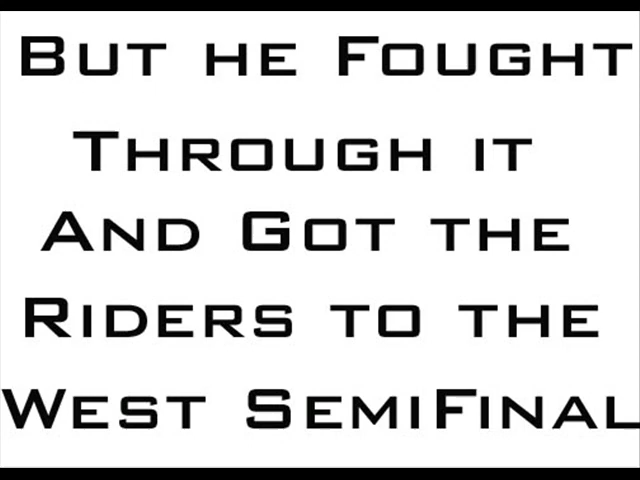 But he Fought
Through it
And Got the
Riders to the
West SemiFinal